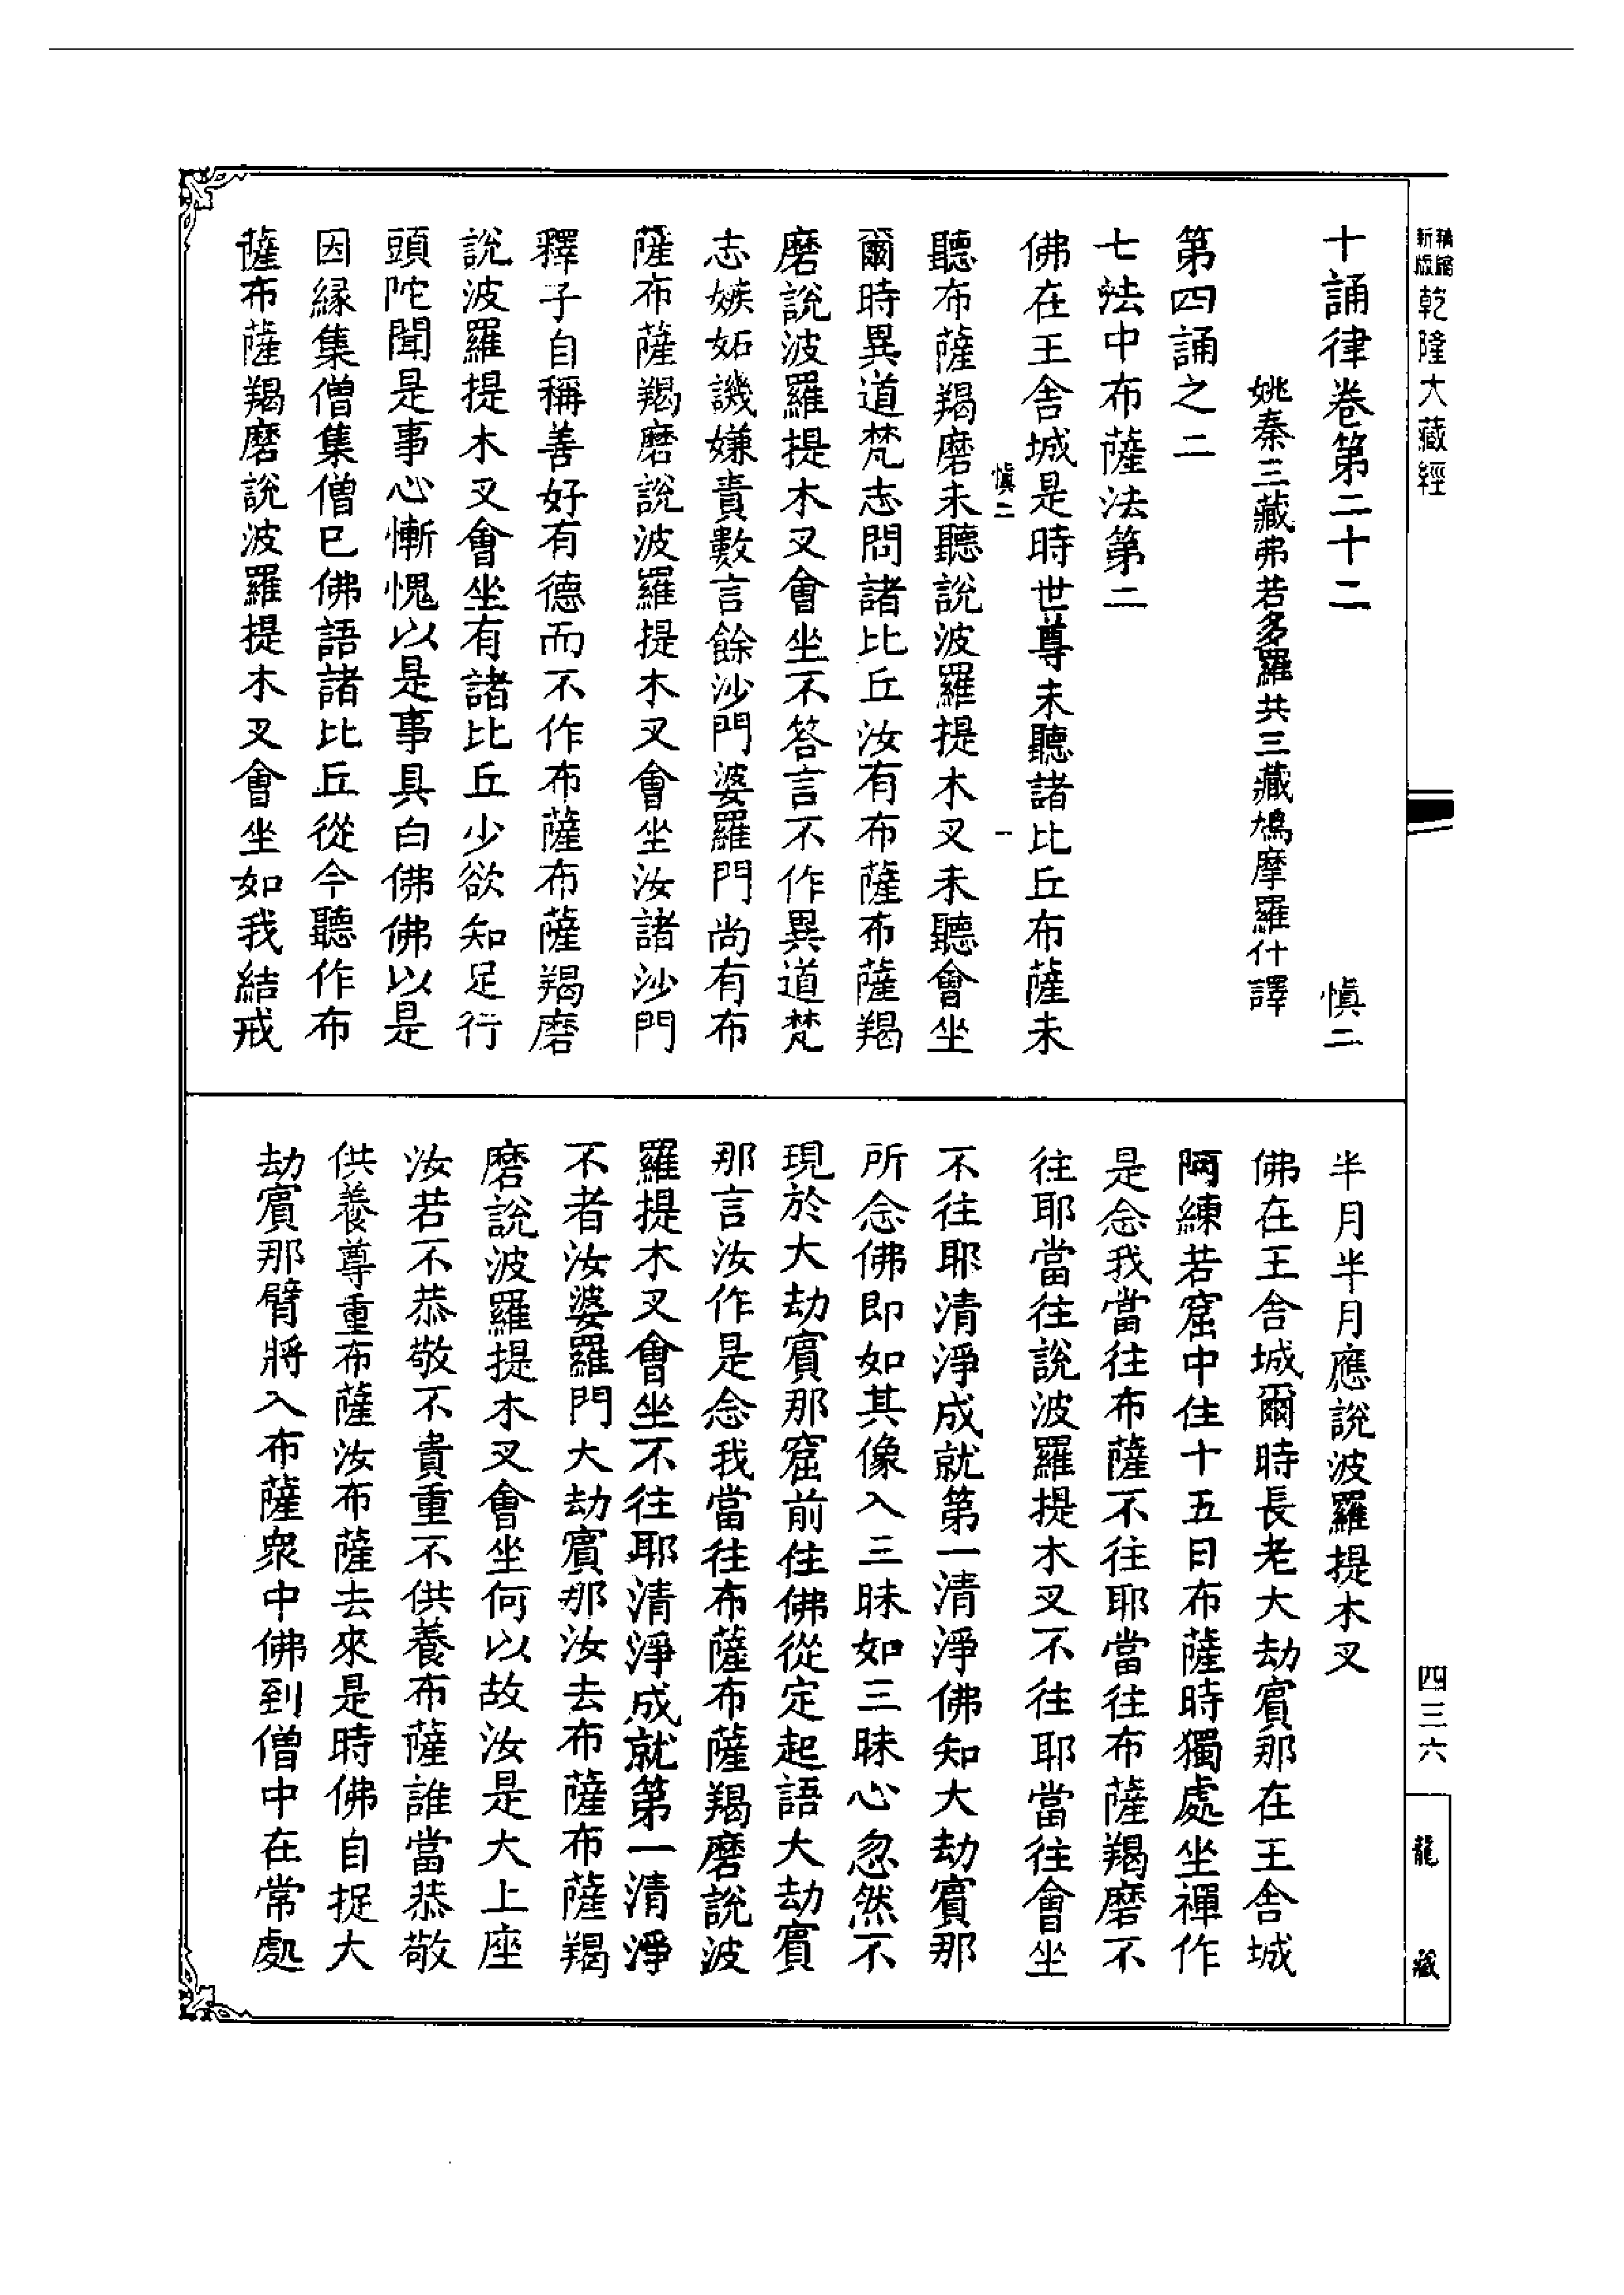 新版精縮乾隆大藏經
四三六
龍藏
十誦律卷第二十二 慎二
姚秦三藏弗若多羅共三藏鳩摩羅什譯
第四誦之二
七法中布薩法第二
佛在王舍城是時世尊未聽諸比丘布薩未
慎二 一
聽布薩羯磨未聽說波羅提木叉未聽會坐
爾時異道梵志問諸比丘汝有布薩布薩羯
磨說波羅提木叉會坐不答言不作異道梵
志嫉妬譏嫌責數言餘沙門婆羅門尚有布
薩布薩羯磨說波羅提木叉會坐汝諸沙門
釋子自稱善好有德而不作布薩布薩羯磨
說波羅提木叉會坐有諸比丘少欲知足行
頭陀聞是事心慚愧以是事具白佛佛以是
因緣集僧集僧已佛語諸比丘從今聽作布
薩布薩羯磨說波羅提木叉會坐如我結戒
半月半月應說波羅提木叉
佛在王舍城爾時長老大劫賓那在王舍城
阿練若窟中住十五日布薩時獨處坐禪作
是念我當往布薩不往耶當往布薩羯磨不
往耶當往說波羅提木叉不往耶當往會坐
不往耶清淨成就第一清淨佛知大劫賓那
所念佛即如其像入三昧如三昧心忽然不
現於大劫賓那窟前住佛從定起語大劫賓
那言汝作是念我當往布薩布薩羯磨說波
羅提木叉會坐不往耶清淨成就第一清淨
不者汝婆羅門大劫賓那汝去布薩布薩羯
磨說波羅提木叉會坐何以故汝是大上座
汝若不恭敬不貴重不供養布薩誰當恭敬
供養尊重布薩汝布薩去來是時佛自捉大
劫賓那臂將入布薩眾中佛到僧中在常處